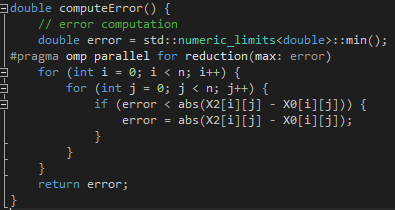 double computeError() {
// error computation
double error = std::numeric_limits<double>::min();
#pragma omp parallel for reduction(max: error)
for (int i = 0; i < n; i++) {
for (int j = 0; j < n; j++) {
if (error < abs(X2[i][j] - X0[i][j])) {
error = abs(X2[i][j] - X0[i][j]);
}
}
}
return error;
}